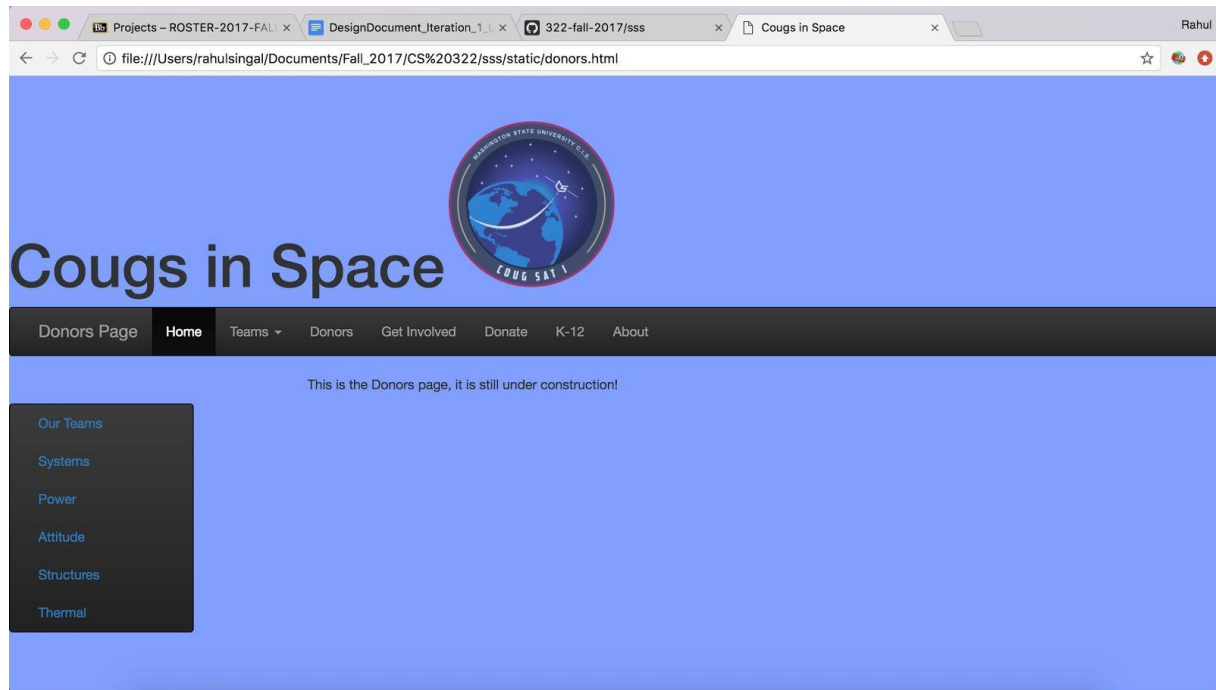 Projects – ROSTER-2017-FAL
DesignDocument_Iteration_1_
322-fall-2017/sss
Cougs in Space
Rahul
file:///Users/rahulsingal/Documents/Fall_2017/CS%20322/sss/static/donors.html
WASHINGTON STATE UNIVERSITY C.I.S.
COUG SAT 1
Cougs in Space
Donors Page Home Teams Donors Get Involved Donate K-12 About
This is the Donors page, it is still under construction!
Our Teams
Systems
Power
Attitude
Structures
Thermal